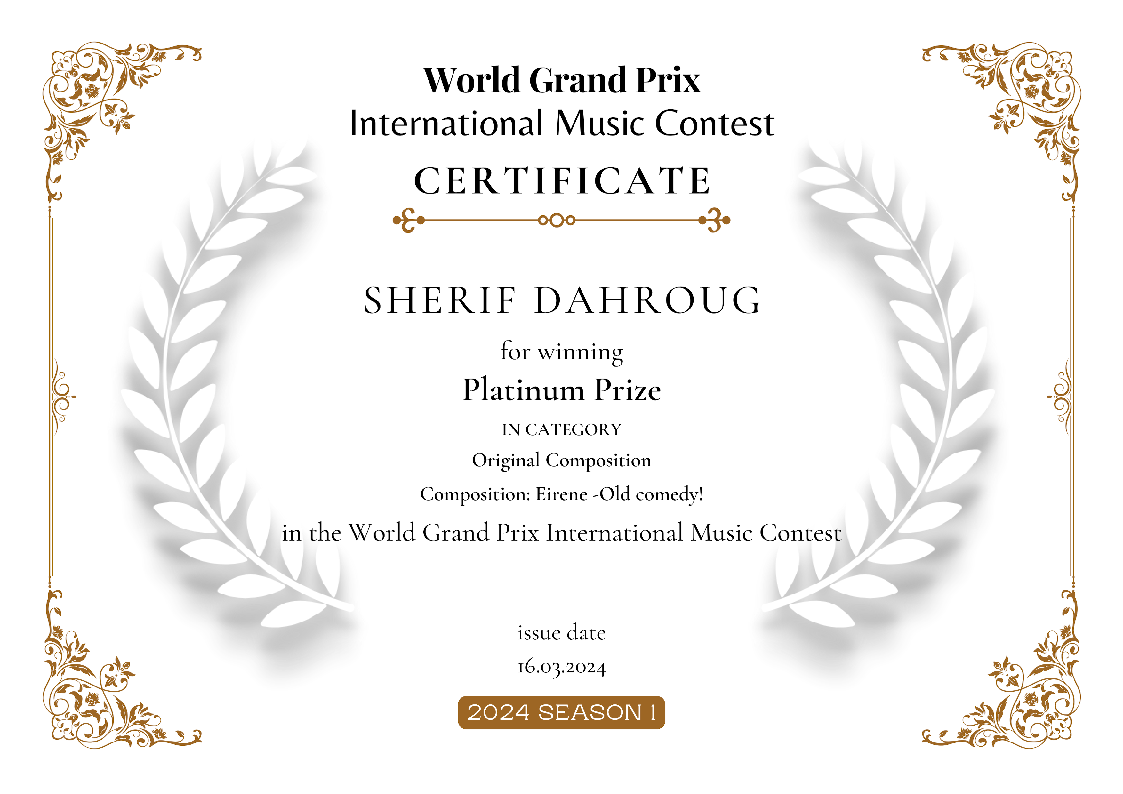 World Grand Prix
International Music Contest
CERTIFICATE
SHERIF DAHROUG
for winning
Platinum Prize
IN CATEGORY
Original Composition
Composition: Eirene -Old comedy!
in the World Grand Prix International Music Contest
issue date
16.03.2024
2024 SEASON 1